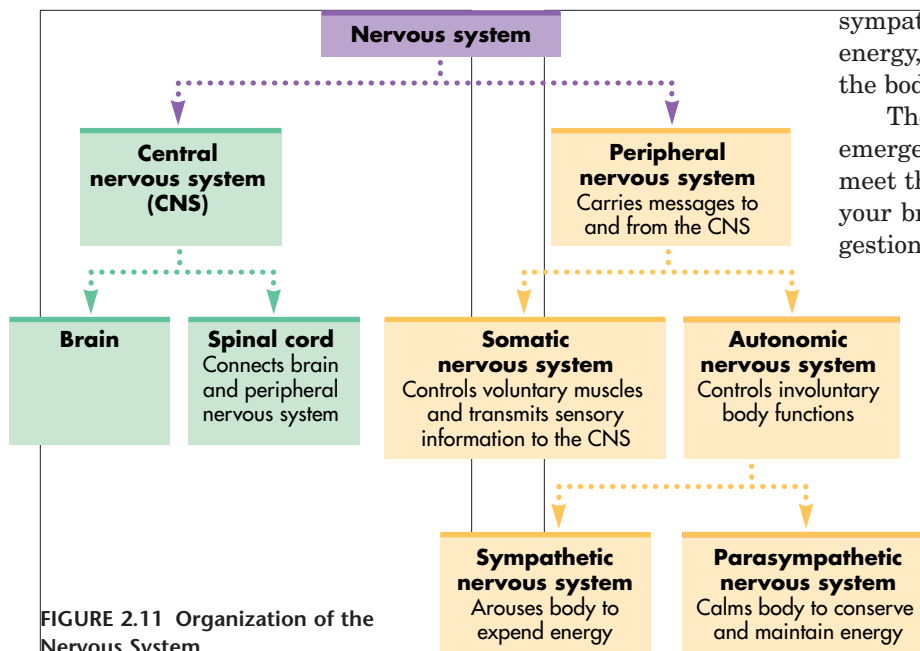 Nervous system
Central
nervous system
(CNS)
Peripheral
nervous system
Carries messages to
and from the CNS
Brain
Spinal cord
Connects brain
and peripheral
nervous system
Somatic
nervous system
Controls voluntary muscles
and transmits sensory
information to the CNS
Autonomic
nervous system
Controls involuntary
body functions
Sympathetic
nervous system
Arouses body to
expend energy
Parasympathetic
nervous system
Calms body to conserve
and maintain energy
FIGURE 2.11 Organization of the
Nervous System
sympat
energy,
the bod
The
emerge
meet th
your br
gestion